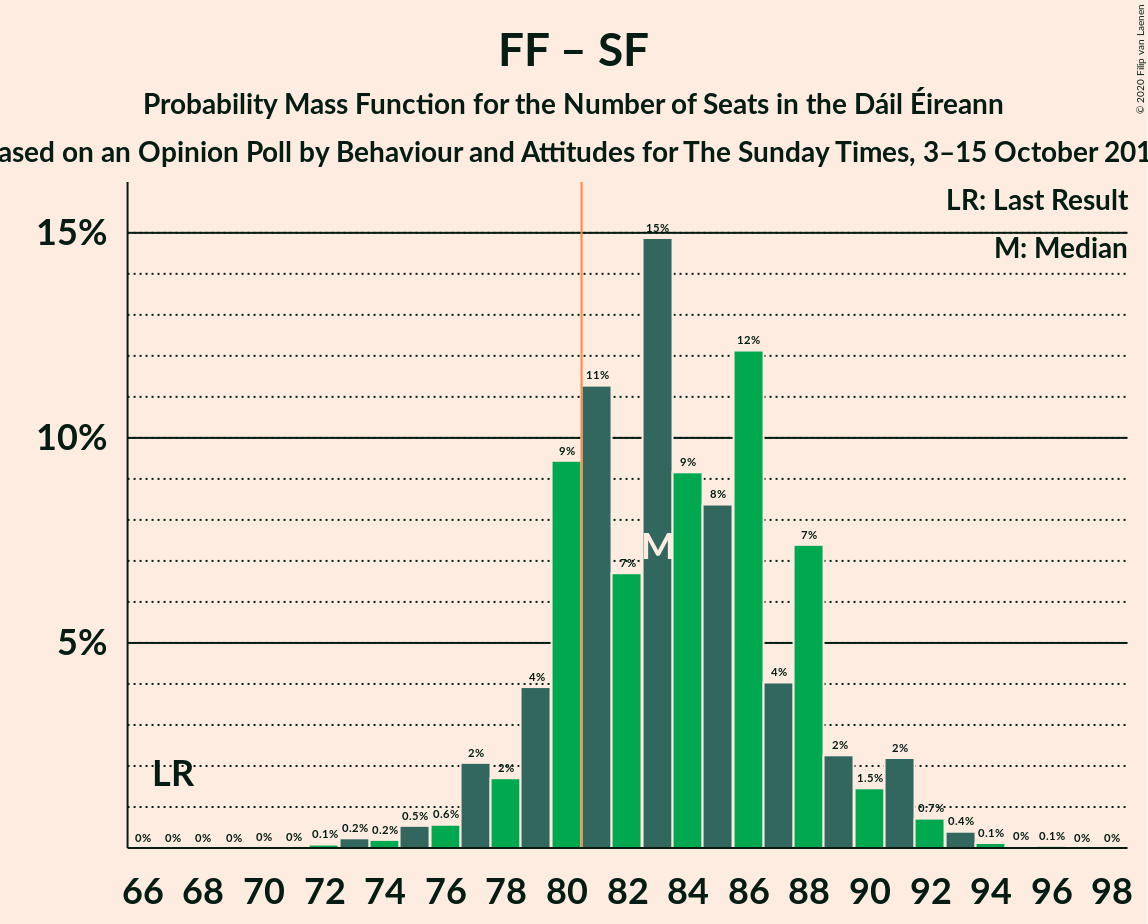 FF – SF
Probability Mass Function for the Number of Seats in the Dáil Éireann
ased on an Opinion Poll by Behaviour and Attitudes for The Sunday Times, 3–15 October 201
© 2020 Filip van Laenen
LR: Last Result
M: Median
15%
10%
5%
0% 0% 0% 0% 0% 0% 0.1% 0.2% 0.2% 0.5% 0.6% 2% 2% 4% 9% 11% 7% 15% 9% 8% 12% 4% 7% 2% 1.5% 2% 0.7% 0.4% 0.1% 0% 0.1% 0% 0%
LR
M
66 68 70 72 74 76 78 80 82 84 86 88 90 92 94 96 98